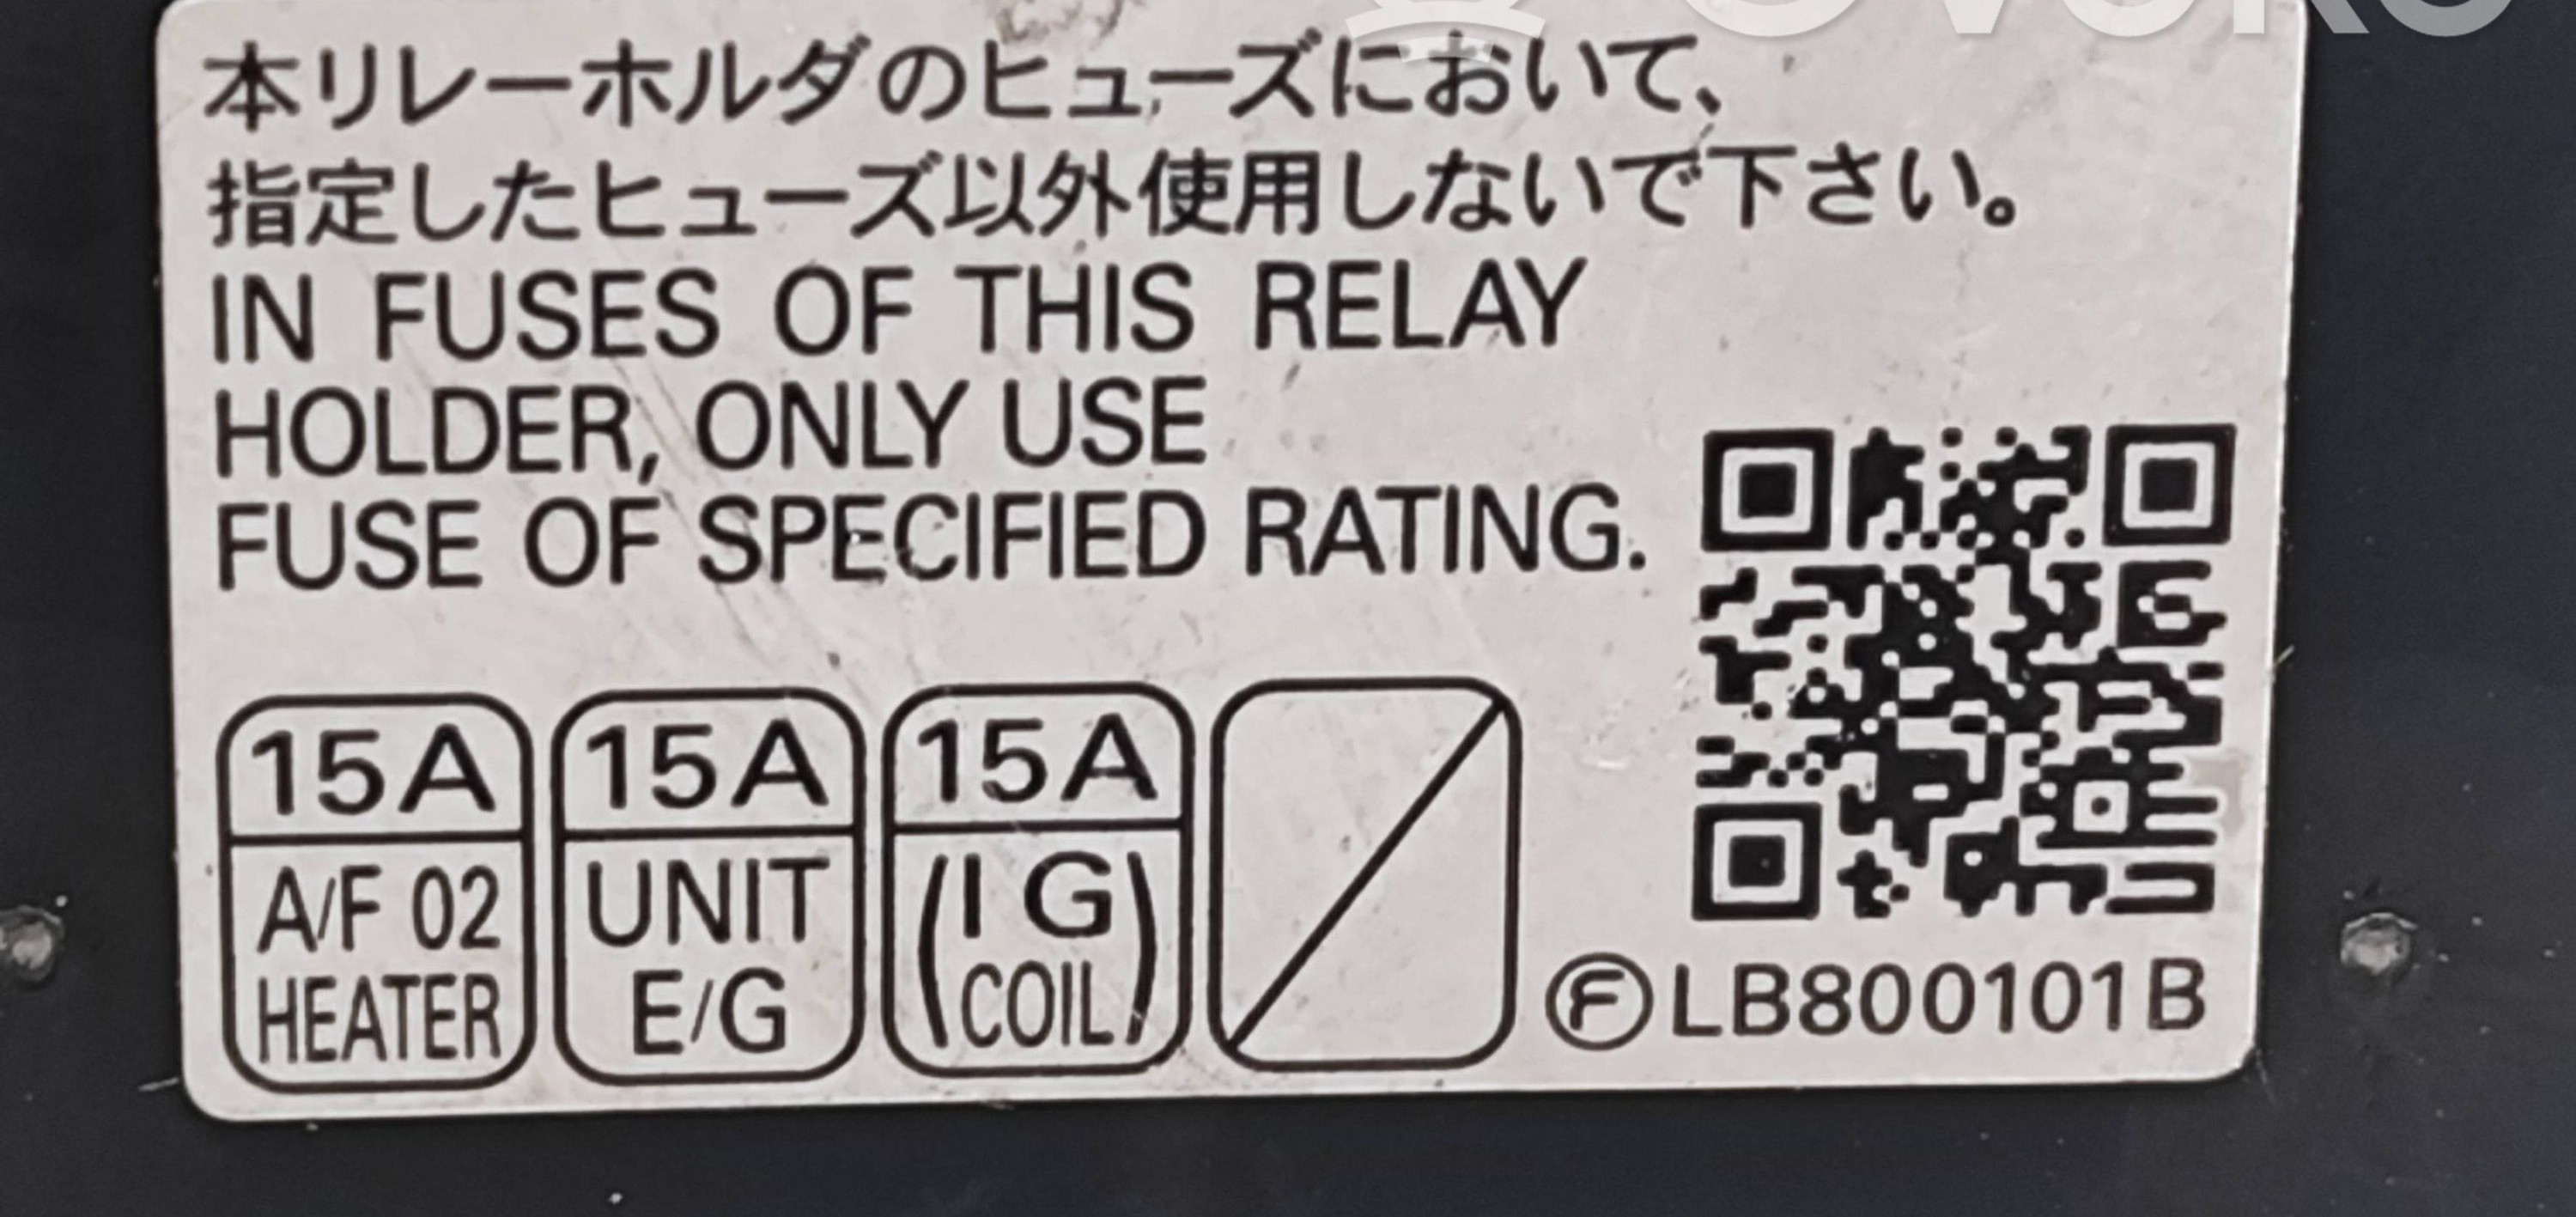 本リレーホルダのヒューズにおいて、
指定したヒューズ以外使用しないで下さい。
IN FUSES OF THIS RELAY
HOLDER, ONLY USE
FUSE OF SPECIFIED RATING.
15A
A/F 02
HEATER
15A
UNIT
E/G
15A
(IG
COIL)
Ⓕ LB800101B